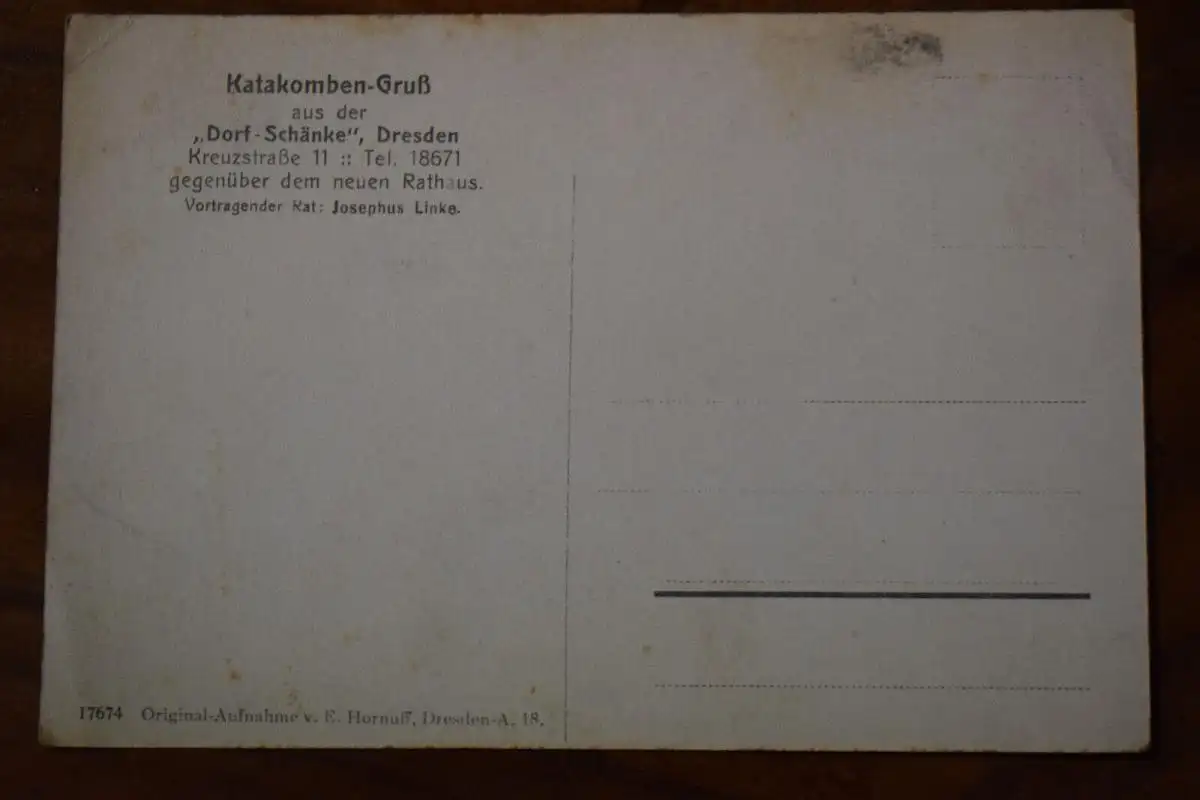 Katakomben-Gruß
aus der
„Dorf-Schänke“, Dresden
Kreuzstraße 11 :: Tel. 18671
gegenüber dem neuen Rathaus.
Vortragender Rat: Josephus Linke.
17674 Original-Aufnahme v. E. Hornuff, Dresden-A. 18.